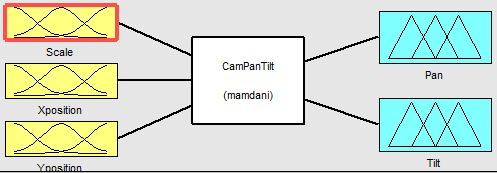 Scale
Xposition
Yposition
CamPanTilt
(mamdani)
Pan
Tilt